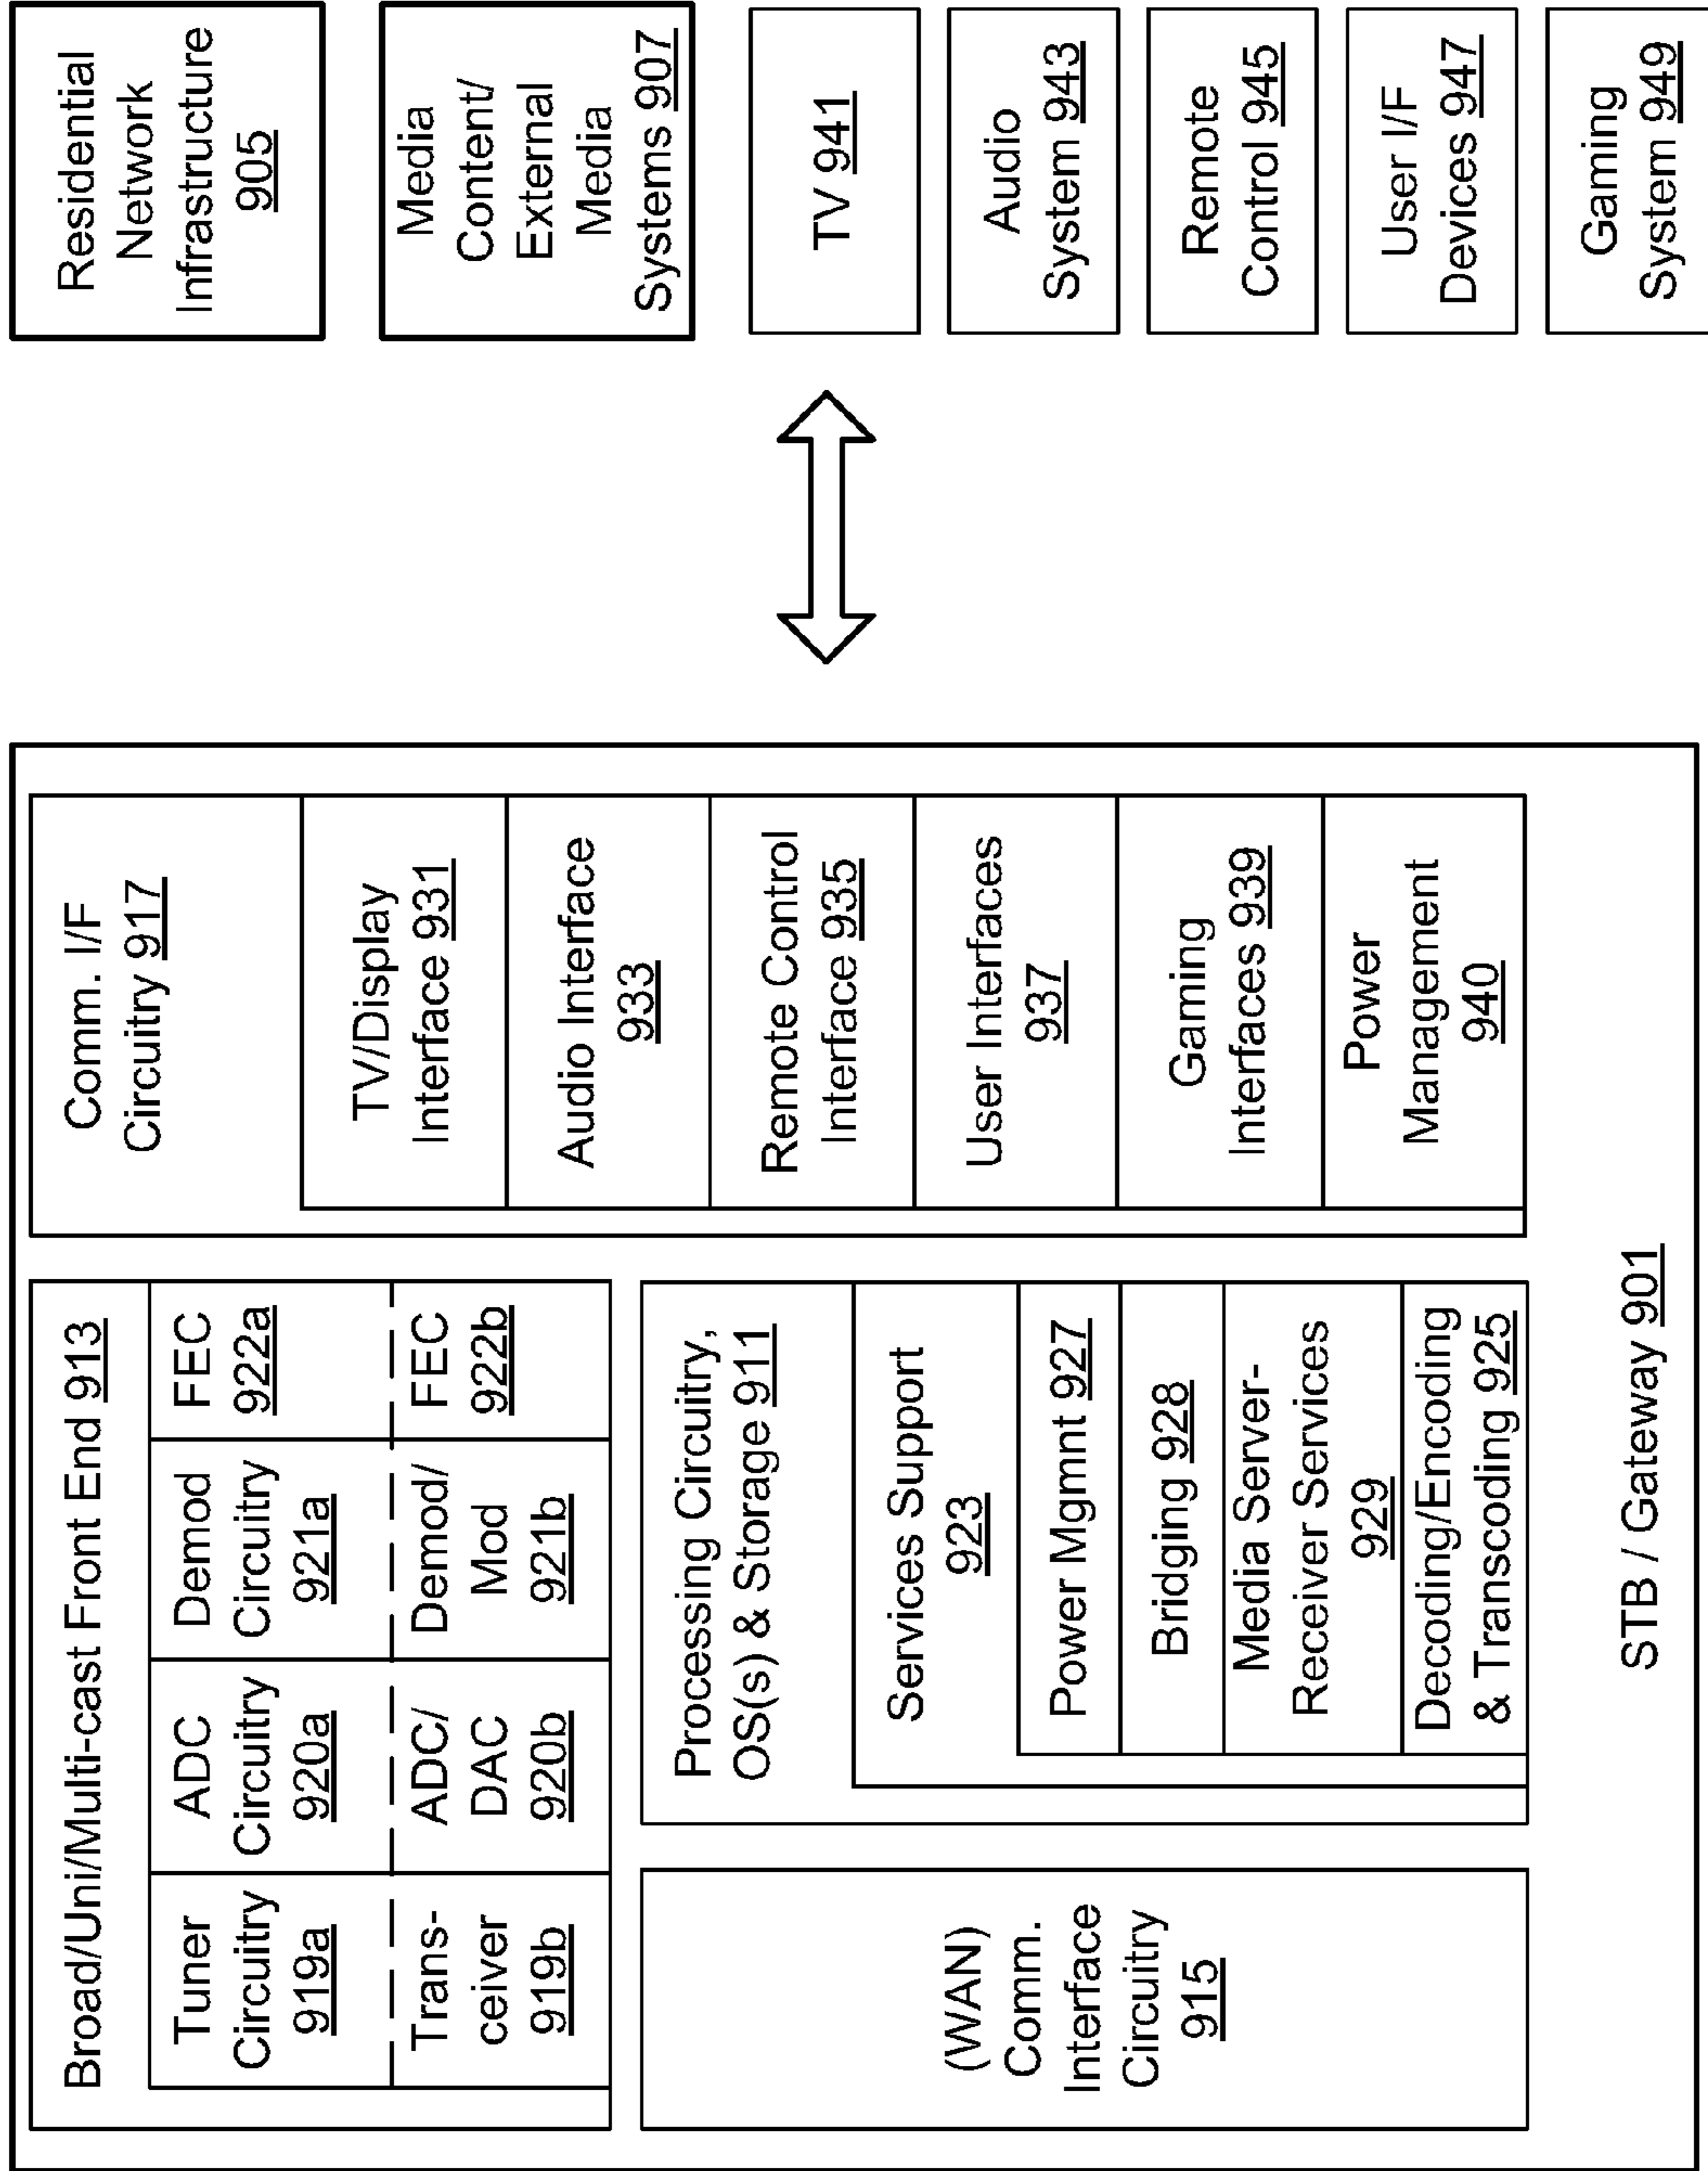 Broad/Uni/Multi-cast Front End 913
Tuner
Circuitry
919a
ADC
Circuitry
920a
Demod
Circuitry
921a
FEC
922a
Trans-
ceiver
919b
ADC/
DAC
920b
Demod/
Mod
921b
FEC
922b
(WAN)
Comm.
Interface
Circuitry
915
Processing Circuitry,
OS(s) & Storage 911
Services Support
923
Power Mgmnt 927
Bridging 928
Media Server-
Receiver Services
929
Decoding/Encoding
& Transcoding 925
Comm. I/F
Circuitry 917
TV/Display
Interface 931
Audio Interface
933
Remote Control
Interface 935
User Interfaces
937
Gaming
Interfaces 939
Power
Management
940
STB / Gateway 901
Residential
Network
Infrastructure
905
Media
Content/
External
Media
Systems 907
TV 941
Audio
System 943
Remote
Control 945
User I/F
Devices 947
Gaming
System 949